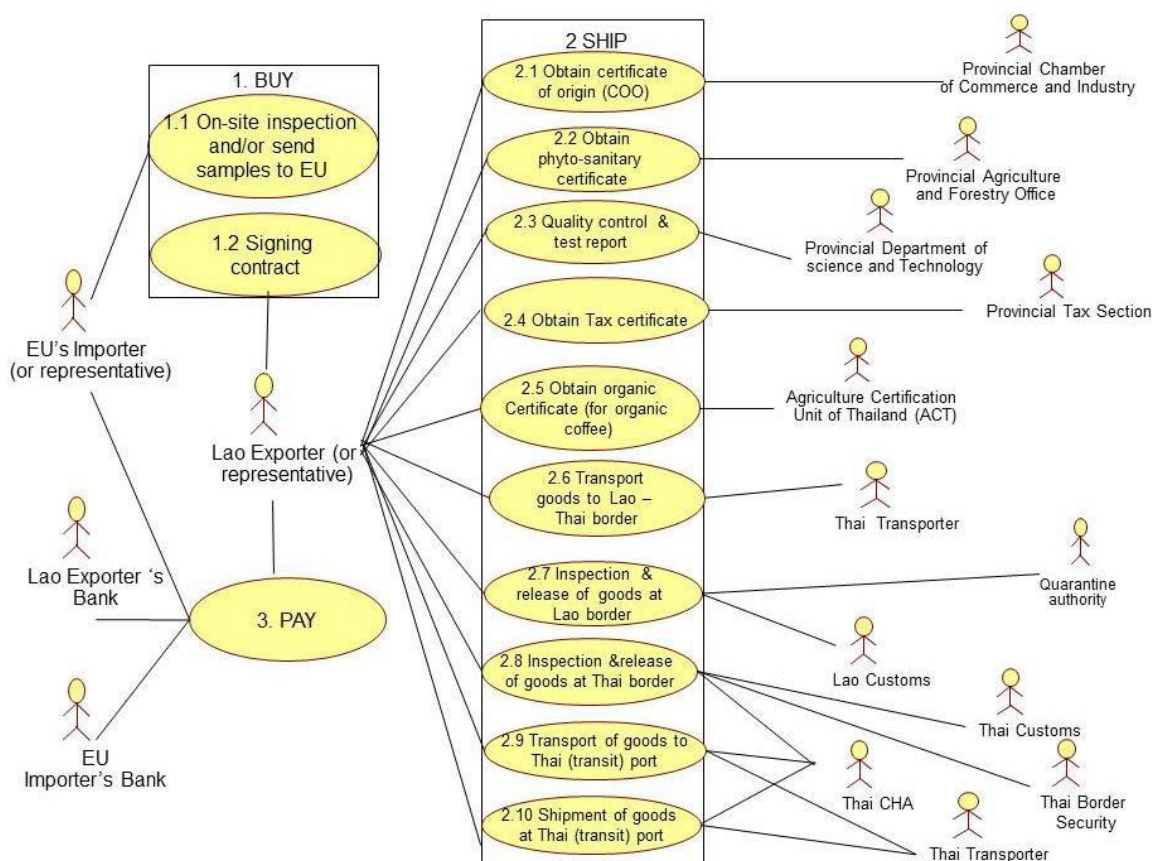 1. BUY
1.1 On-site inspection
and/or send
samples to EU
1.2 Signing
contract
EU's Importer
(or representative)
Lao Exporter (or
representative)
Lao Exporter ‘s
Bank
3. PAY
EU
Importer's Bank
2 SHIP
2.1 Obtain certificate
of origin (COO)
2.2 Obtain
phyto-sanitary
certificate
2.3 Quality control &
test report
2.4 Obtain Tax certificate
2.5 Obtain organic
Certificate (for organic
coffee)
2.6 Transport
goods to Lao –
Thai border
2.7 Inspection &
release of goods at
Lao border
2.8 Inspection &release
of goods at Thai border
2.9 Transport of goods to
Thai (transit) port
2.10 Shipment of goods
at Thai (transit) port
Provincial Chamber
of Commerce and Industry
Provincial Agriculture
and Forestry Office
Provincial Department of
science and Technology
Provincial Tax Section
Agriculture Certification
Unit of Thailand (ACT)
Thai Transporter
Quarantine
authority
Lao Customs
Thai Customs
Thai CHA
Thai Border
Security
Thai Transporter